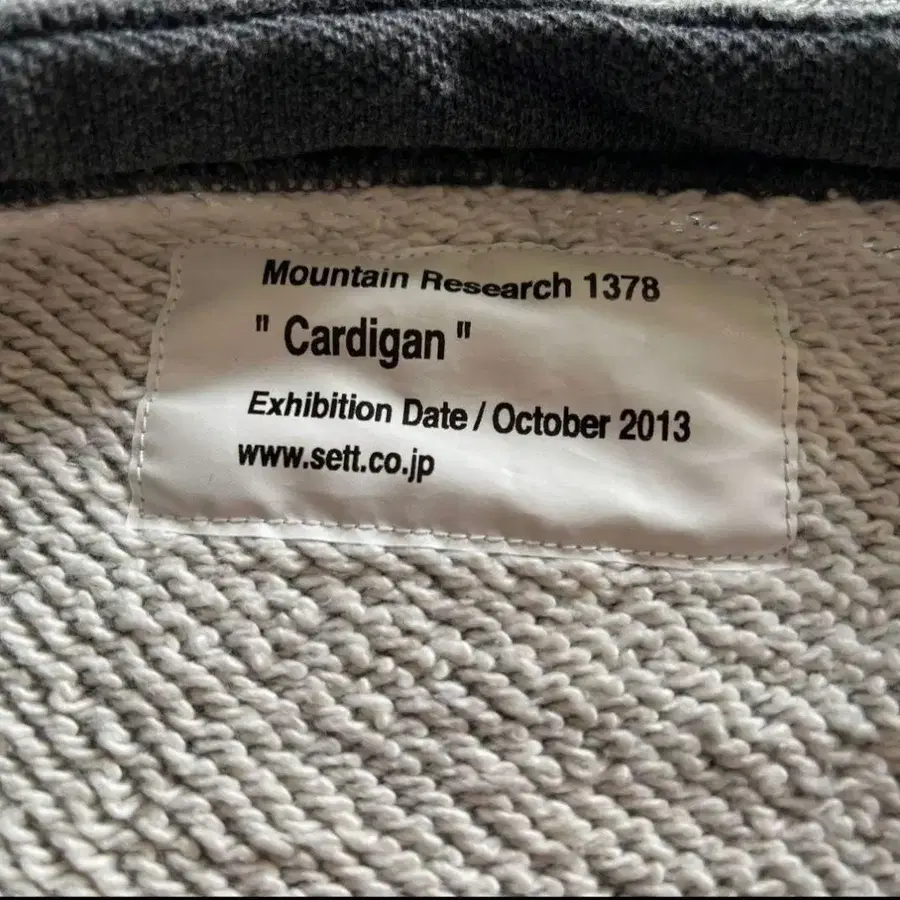 Mountain Research 1378
" Cardigan "
Exhibition Date / October 2013
www.sett.co.jp